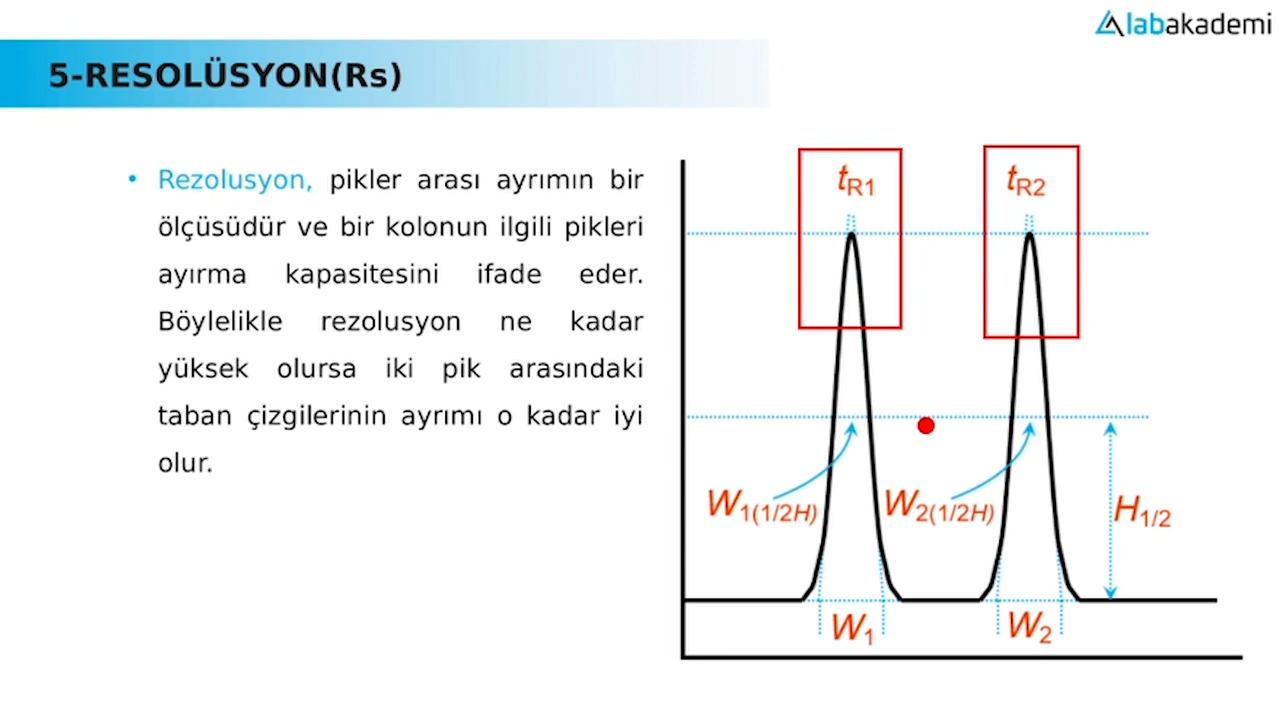 labakademi
5-RESOLÜSYON(Rs)
• Rezolusyon, pikler arası ayrımın bir
ölçüsüdür ve bir kolonun ilgili pikleri
ayırma kapasitesini ifade eder.
Böylelikle rezolusyon ne kadar
yüksek olursa iki pik arasındaki
taban çizgilerinin ayrımı o kadar iyi
olur.
tR1
tR2
W1(1/2H)
W2(1/2H)
H1/2
W1
W2